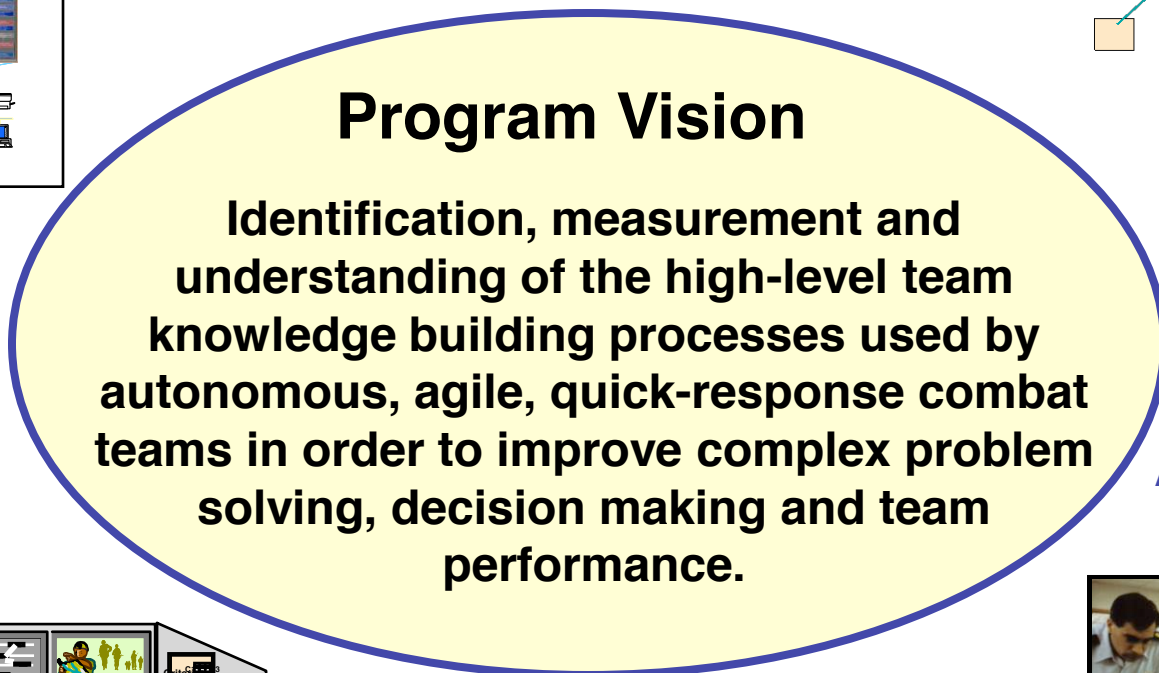 Program Vision
Identification, measurement and
understanding of the high-level team
knowledge building processes used by
autonomous, agile, quick-response combat
teams in order to improve complex problem
solving, decision making and team
performance.